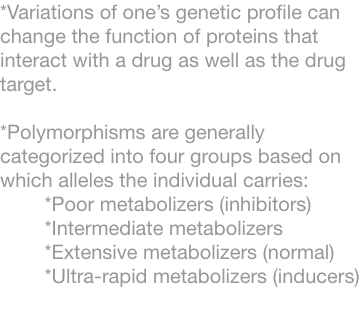 *Variations of one’s genetic profile can
change the function of proteins that
interact with a drug as well as the drug
target.
*Polymorphisms are generally
categorized into four groups based on
which alleles the individual carries:
*Poor metabolizers (inhibitors)
*Intermediate metabolizers
*Extensive metabolizers (normal)
*Ultra-rapid metabolizers (inducers)